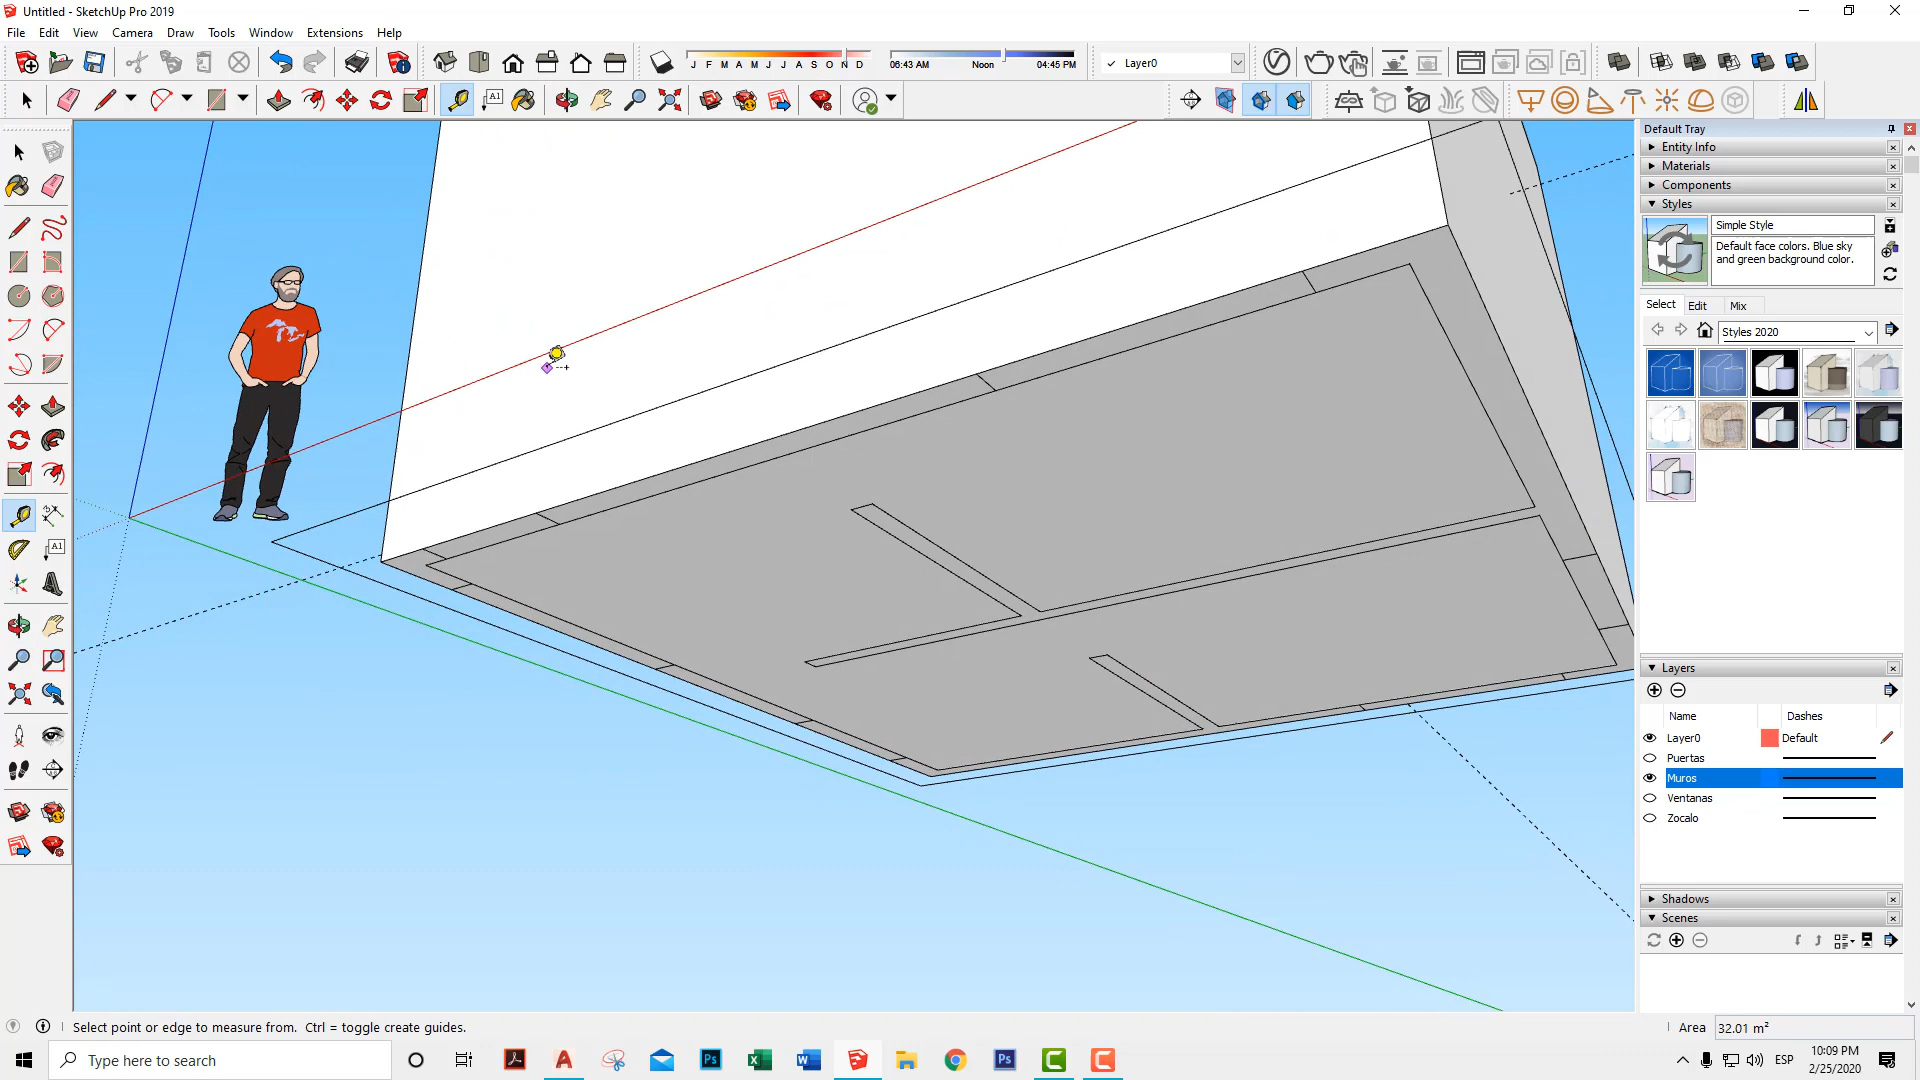 Untitled - SketchUp Pro 2019
File Edit View Camera Draw Tools Window Extensions Help
J F M A M J J A S O N D
06:43 AM Noon 04:45 PM
Layer0
A1
Default Tray
Entity Info
Materials
Components
Styles
Simple Style
Default face colors. Blue sky
and green background color.
Select Edit Mix
Styles 2020
A1
Layers
Name Dashes
Layer0 Default
Puertas
Muros
Ventanas
Zocalo
Shadows
Scenes
Select point or edge to measure from. Ctrl = toggle create guides.
Area 32.01 m²
Type here to search
Ps
Ps
ESP
10:09 PM
2/25/2020